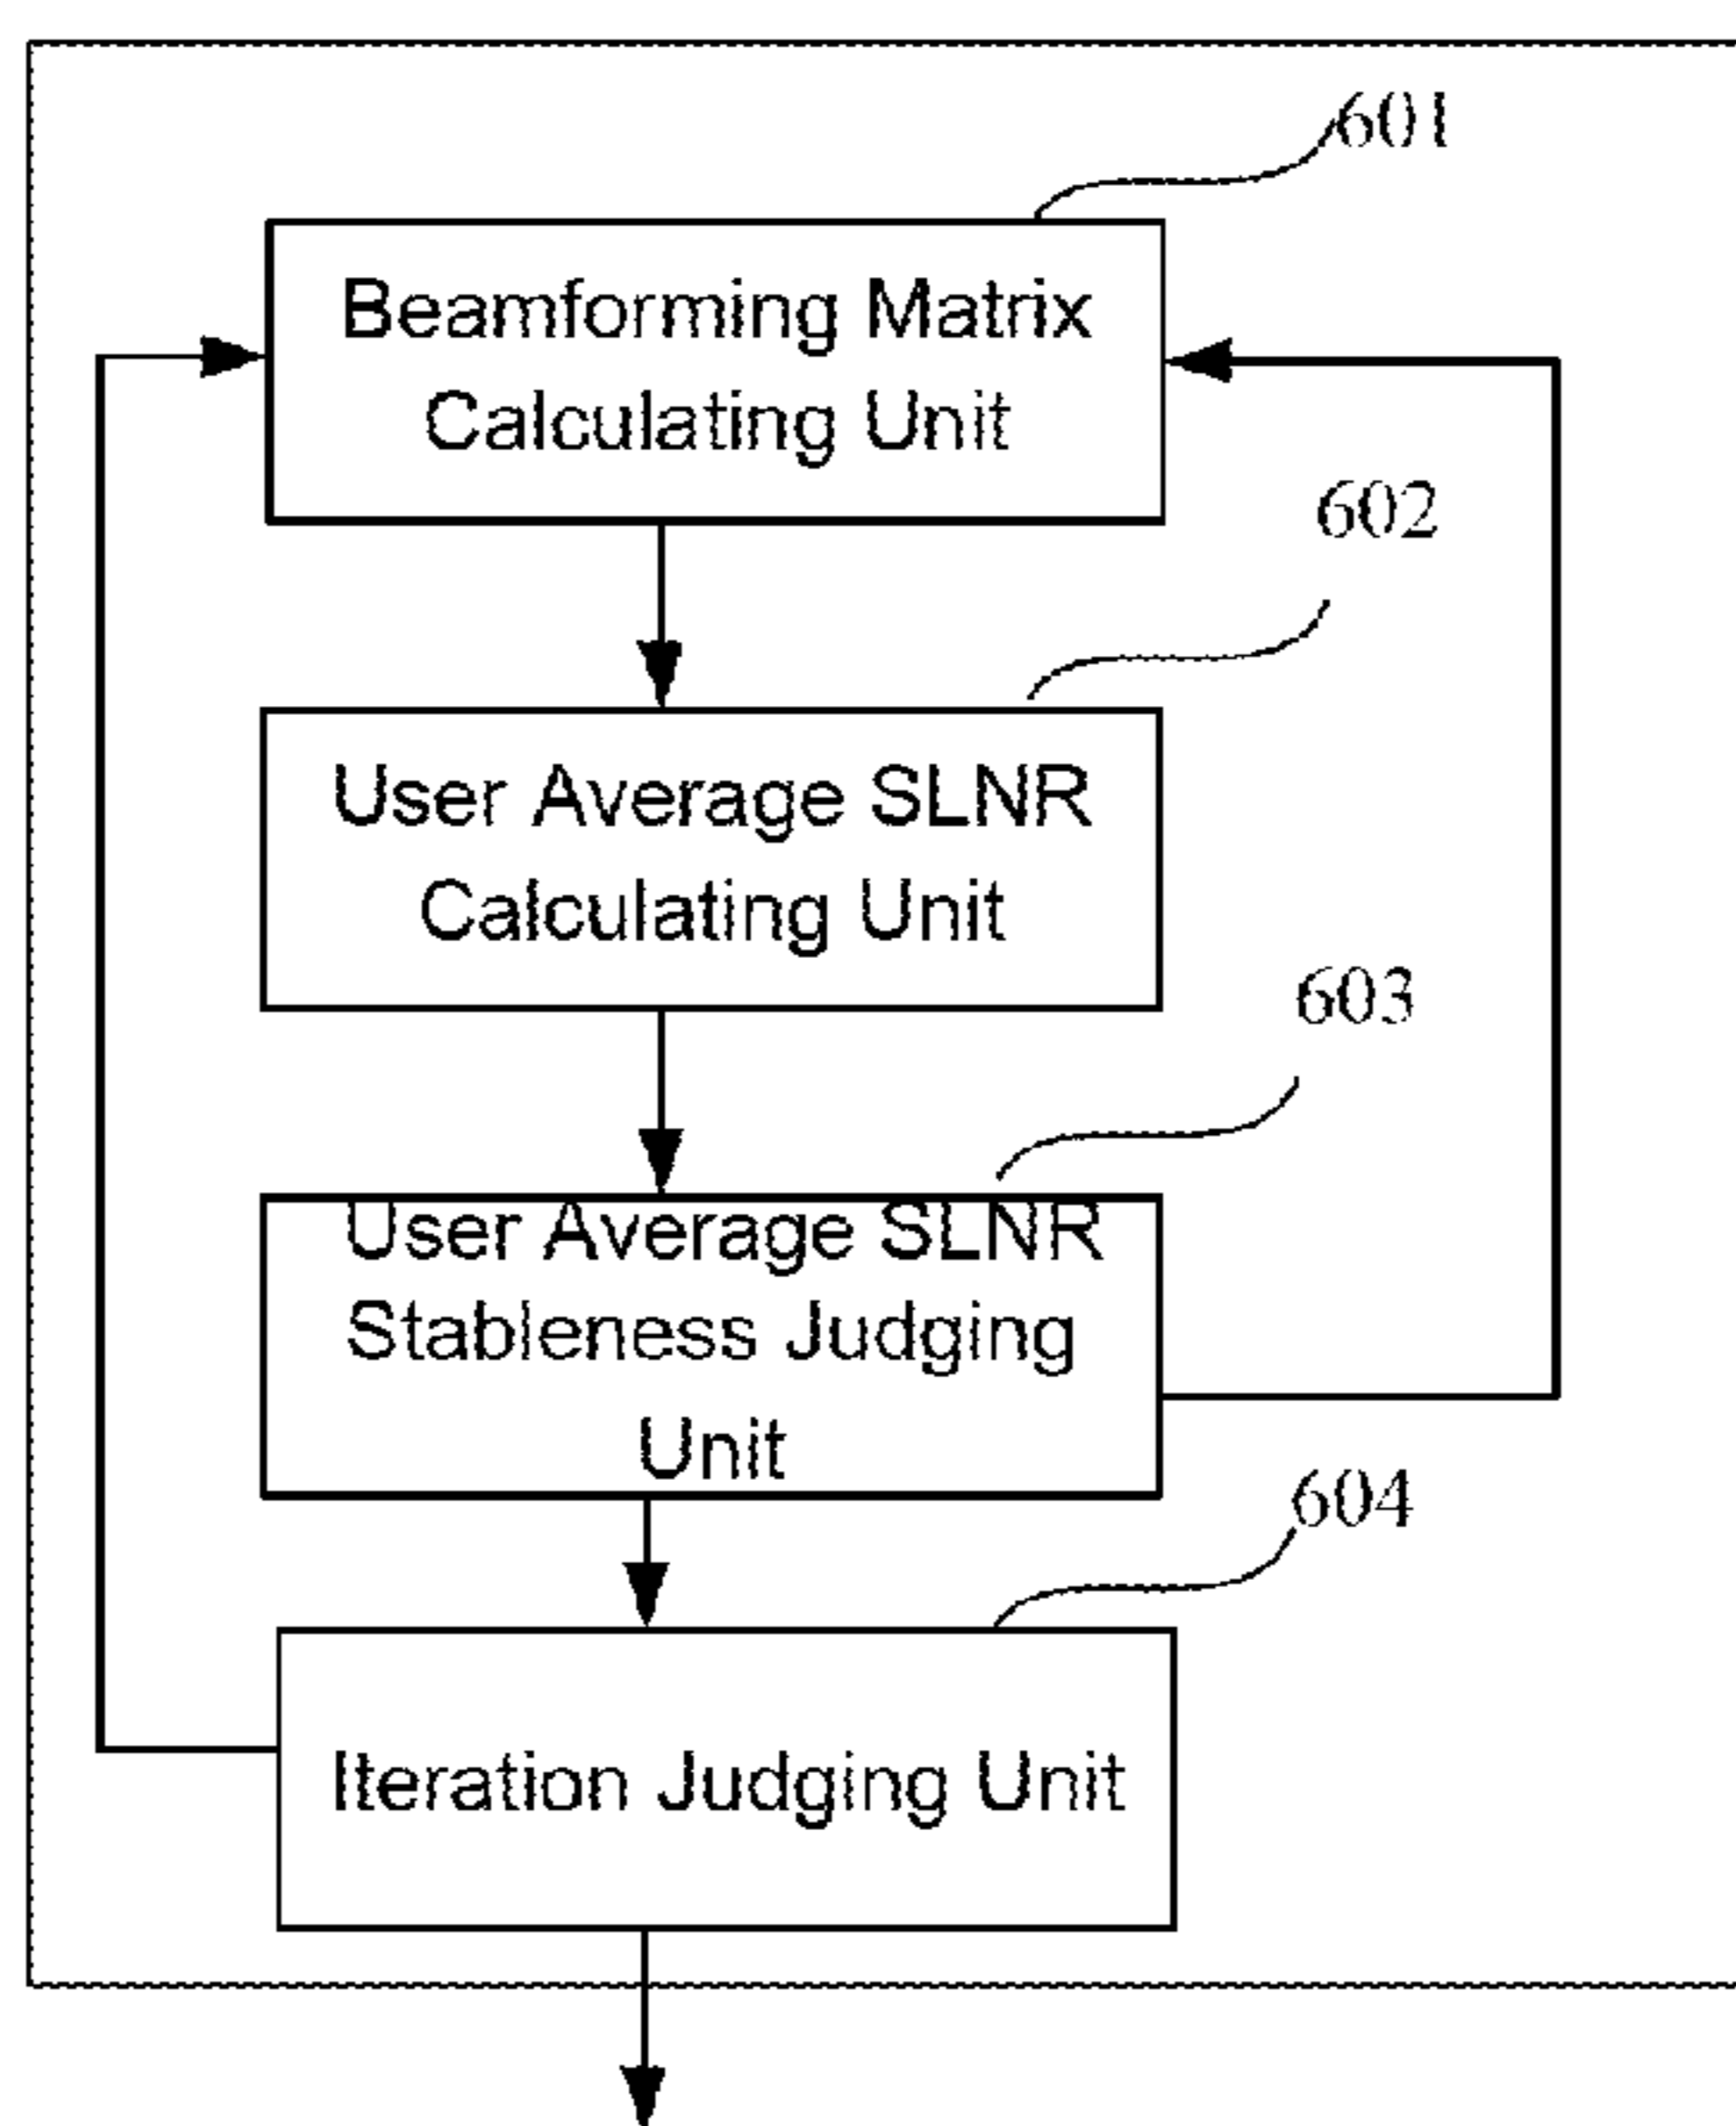 601
Beamforming Matrix
Calculating Unit
602
User Average SLNR
Calculating Unit
603
User Average SLNR
Stableness Judging
Unit
604
Iteration Judging Unit